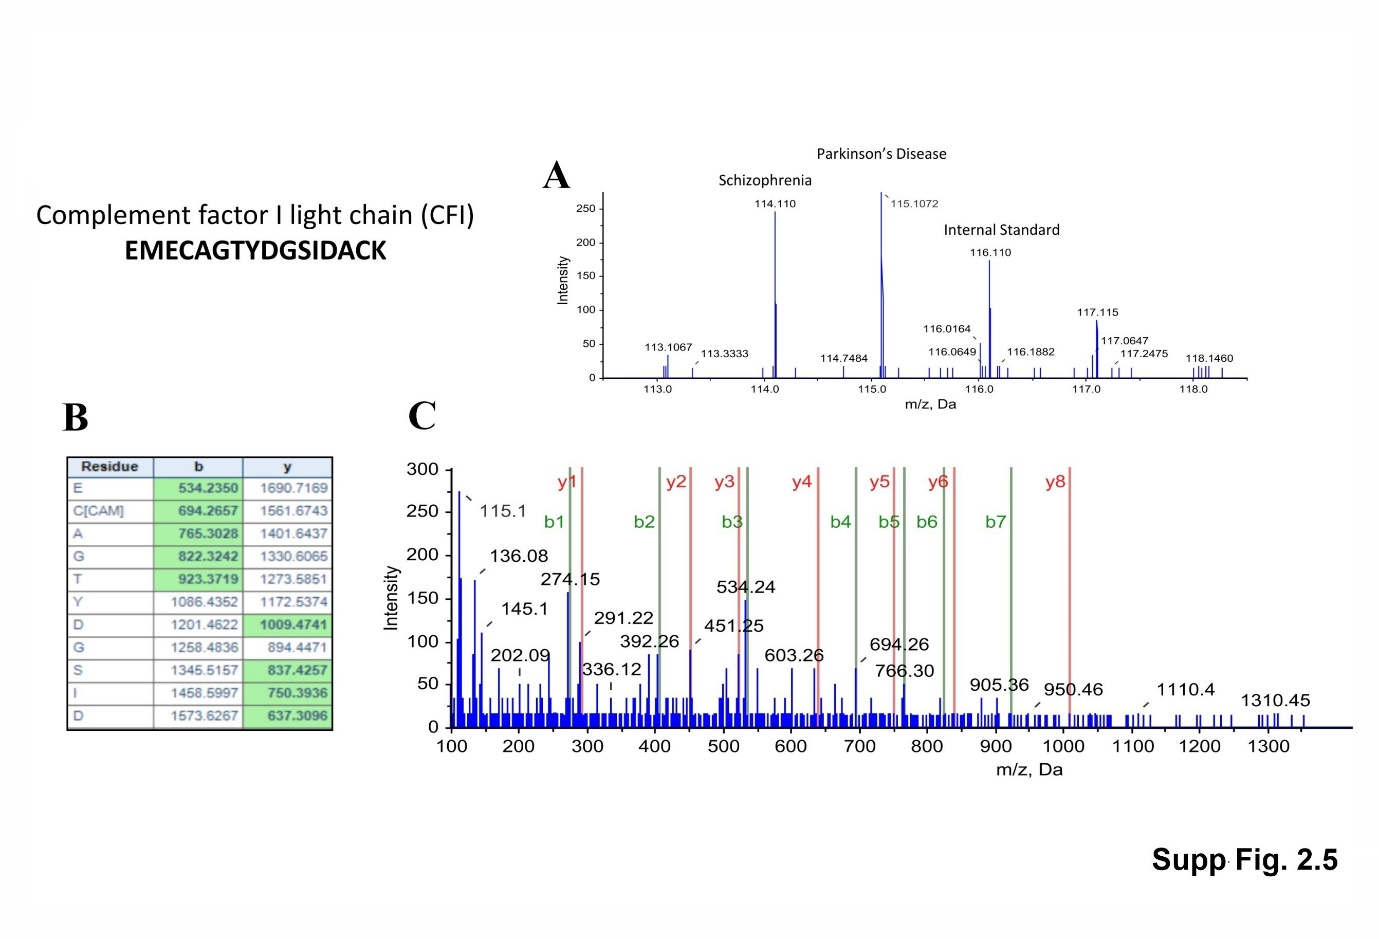 Complement factor I light chain (CFI)
EMECAGTYDGSIDACK
A
Parkinson's Disease
Schizophrenia
Internal Standard
114.110
115.1072
116.110
117.115
116.0164
117.0647
113.1067
113.3333
114.7484
116.0649
116.1882
117.2475
118.1460
Intensity
250
200
150
100
50
0
113.0 114.0 115.0 116.0 117.0 118.0
m/z, Da
B
Residue b y
E 534.2350 1690.7169
C[CAM] 694.2657 1561.6743
A 765.3028 1401.6437
G 822.3242 1330.6065
T 923.3719 1273.5851
Y 1086.4352 1172.5374
D 1201.4622 1009.4741
G 1258.4836 894.4471
S 1345.5157 837.4257
I 1458.5997 750.3936
D 1573.6267 637.3096
C
Intensity
300
250
200
150
100
50
0
y1 y2 y3 y4 y5 y6 y8
b1 b2 b3 b4 b5 b6 b7
115.1
136.08
274.15
534.24
145.1
291.22
451.25
392.26
694.26
202.09
603.26
336.12
766.30
905.36
950.46
1110.4
1310.45
100 200 300 400 500 600 700 800 900 1000 1100 1200 1300
m/z, Da
Supp Fig. 2.5